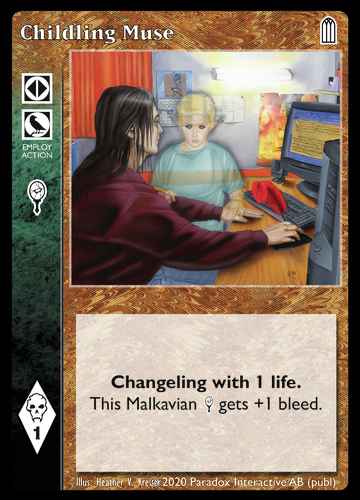 Childling Muse
EMPLOY
ACTION
Changeling with 1 life.
This Malkavian gets +1 bleed.
1
Illus: Heather V. Kreiter ©2020 Paradox Interactive AB (publ)